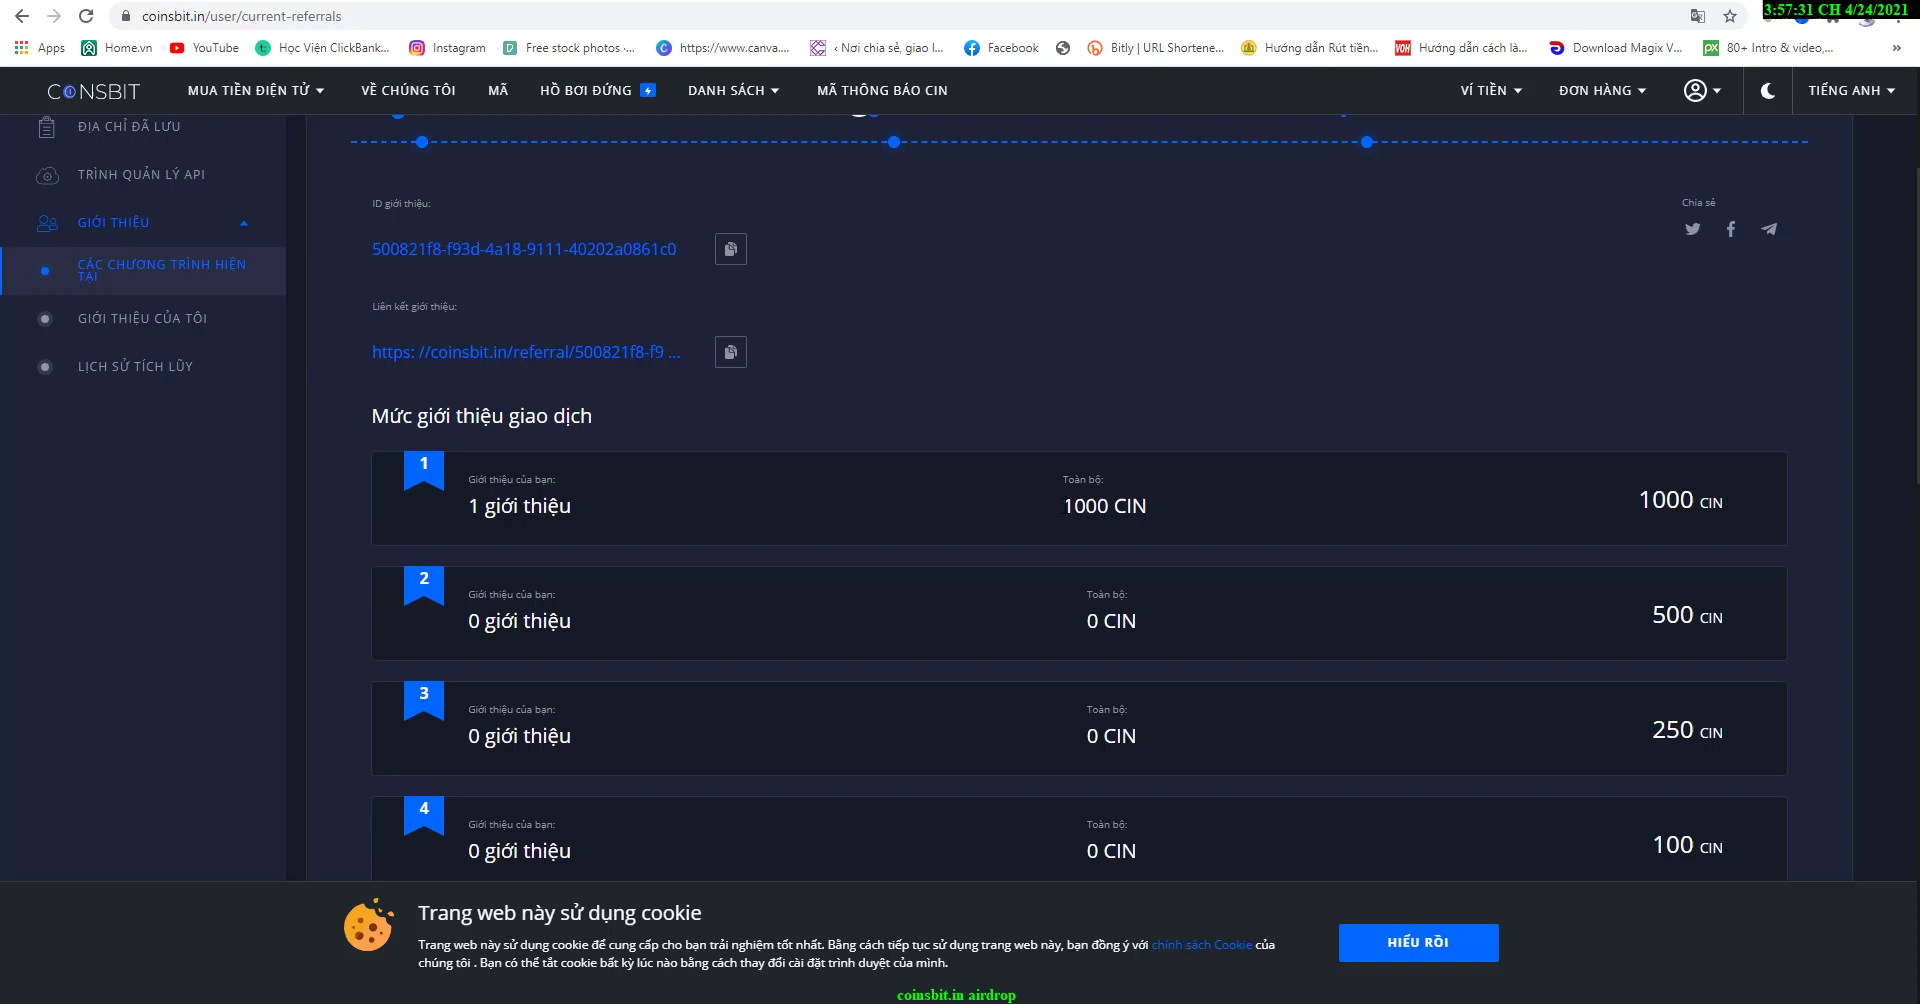 coinsbit.in/user/current-referrals
3:57:31 CH 4/24/2021
Apps Home.vn YouTube Học Viện ClickBank... Instagram Free stock photos ·... https://www.canva.... ‹ Nơi chia sẻ, giao l... Facebook Bitly | URL Shortene... Hướng dẫn Rút tiền... Hướng dẫn cách là... Download Magix V... 80+ Intro & video,... »
COINSBIT MUA TIỀN ĐIỆN TỬ VỀ CHÚNG TÔI MÃ HỒ BƠI ĐỨNG DANH SÁCH MÃ THÔNG BÁO CIN VÍ TIỀN ĐƠN HÀNG TIẾNG ANH
ĐỊA CHỈ ĐÃ LƯU
TRÌNH QUẢN LÝ API
GIỚI THIỆU
CÁC CHƯƠNG TRÌNH HIỆN
TẠI
GIỚI THIỆU CỦA TÔI
LỊCH SỬ TÍCH LŨY
ID giới thiệu:
Chia sẻ
500821f8-f93d-4a18-9111-40202a0861c0
Liên kết giới thiệu:
https: //coinsbit.in/referral/500821f8-f9 ...
Mức giới thiệu giao dịch
1
Giới thiệu của bạn: Toàn bộ:
1 giới thiệu 1000 CIN 1000 CIN
2
Giới thiệu của bạn: Toàn bộ:
0 giới thiệu 0 CIN 500 CIN
3
Giới thiệu của bạn: Toàn bộ:
0 giới thiệu 0 CIN 250 CIN
4
Giới thiệu của bạn: Toàn bộ:
0 giới thiệu 0 CIN 100 CIN
Trang web này sử dụng cookie
Trang web này sử dụng cookie để cung cấp cho bạn trải nghiệm tốt nhất. Bằng cách tiếp tục sử dụng trang web này, bạn đồng ý với chính sách Cookie của
chúng tôi . Bạn có thể tắt cookie bất kỳ lúc nào bằng cách thay đổi cài đặt trình duyệt của mình.
HIỂU RỒI
coinsbit.in airdrop